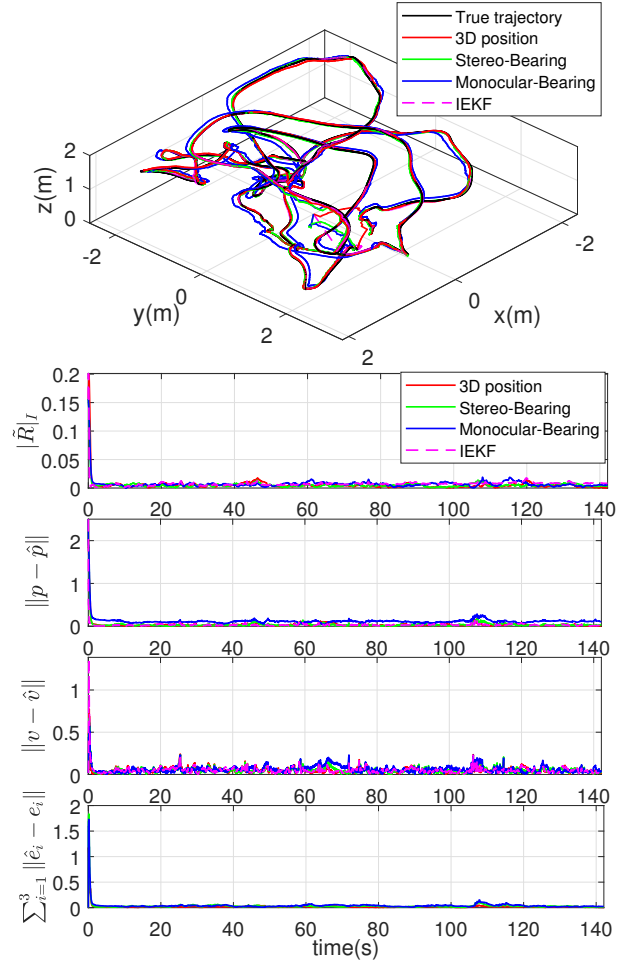 True trajectory
3D position
Stereo-Bearing
Monocular-Bearing
IEKF
2
1
0
z(m)
-2
0
2
y(m)
-2
0
2
x(m)
0.2
0.15
0.1
0.05
0
|R̃|_I
3D position
Stereo-Bearing
Monocular-Bearing
IEKF
0 20 40 60 80 100 120 140
2
1
0
||p − p̂||
0 20 40 60 80 100 120 140
1
0.5
0
||v − v̂||
0 20 40 60 80 100 120 140
2
1.5
1
0.5
0
∑³ᵢ₌₁ ||êᵢ − eᵢ||
0 20 40 60 80 100 120 140
time(s)